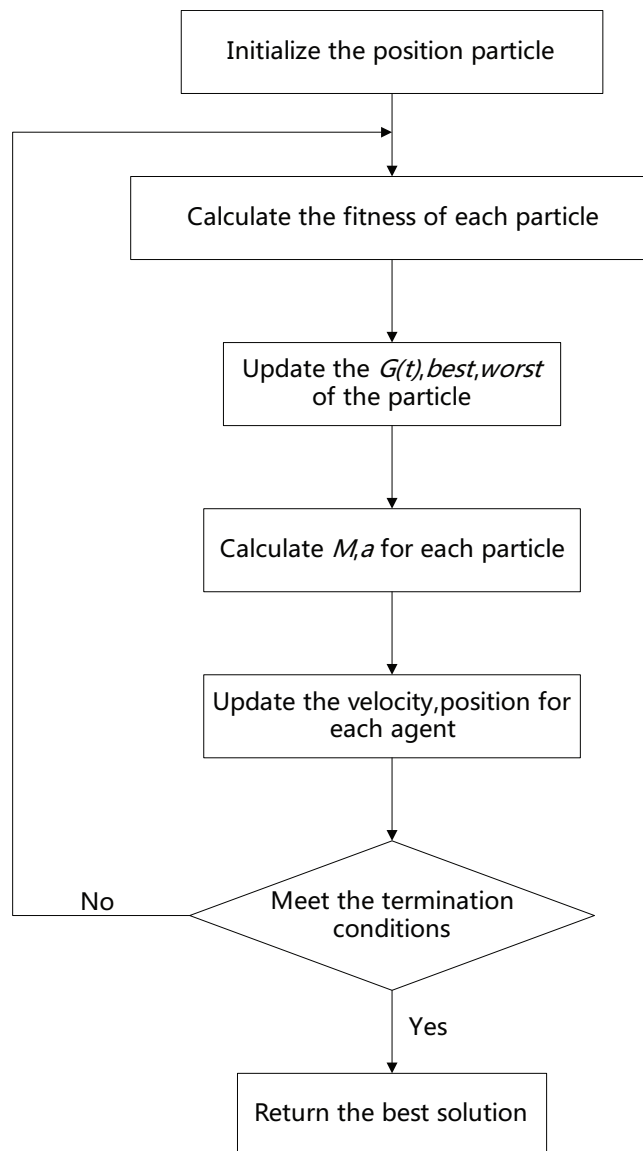 Initialize the position particle
Calculate the fitness of each particle
Update the G(t),best,worst
of the particle
Calculate M,a for each particle
Update the velocity,position for
each agent
Meet the termination
conditions
No
Yes
Return the best solution